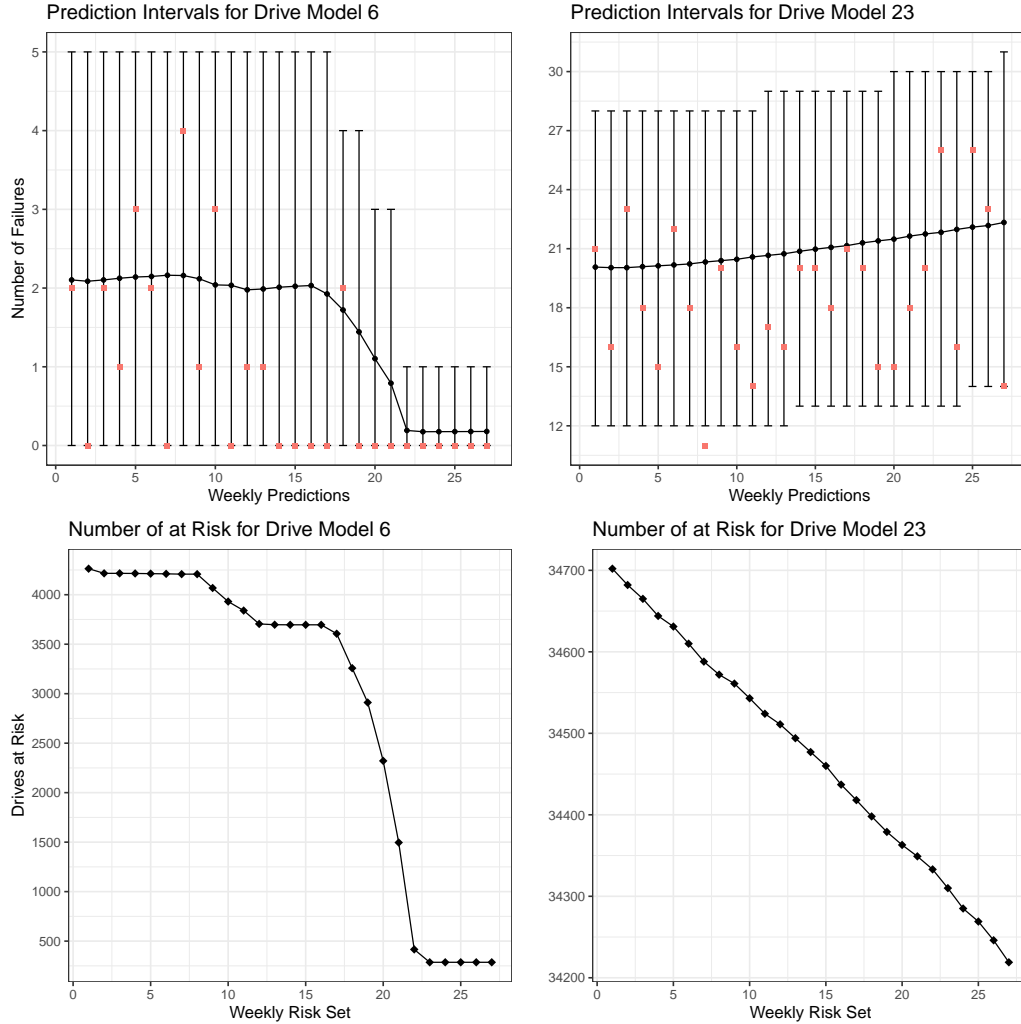 Prediction Intervals for Drive Model 6
Number of Failures
5
4
3
2
1
0
0 5 10 15 20 25
Weekly Predictions
Prediction Intervals for Drive Model 23
30
27
24
21
18
15
12
0 5 10 15 20 25
Weekly Predictions
Number of at Risk for Drive Model 6
Drives at Risk
4000
3500
3000
2500
2000
1500
1000
500
0 5 10 15 20 25
Weekly Risk Set
Number of at Risk for Drive Model 23
34700
34600
34500
34400
34300
34200
0 5 10 15 20 25
Weekly Risk Set